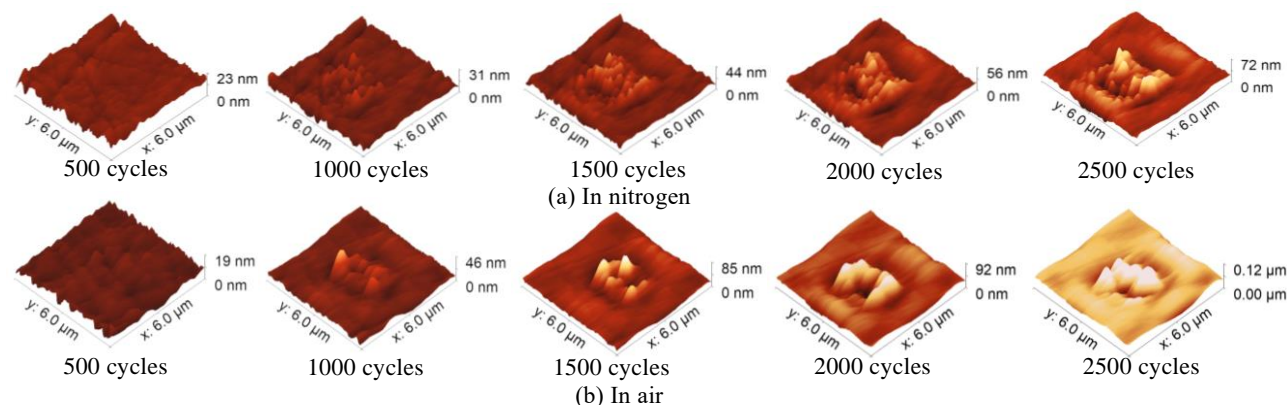 23 nm
0 nm
y: 6.0 μm
x: 6.0 μm
500 cycles
31 nm
0 nm
y: 6.0 μm
x: 6.0 μm
1000 cycles
44 nm
0 nm
y: 6.0 μm
x: 6.0 μm
1500 cycles
56 nm
0 nm
y: 6.0 μm
x: 6.0 μm
2000 cycles
72 nm
0 nm
y: 6.0 μm
x: 6.0 μm
2500 cycles
(a) In nitrogen
19 nm
0 nm
y: 6.0 μm
x: 6.0 μm
500 cycles
46 nm
0 nm
y: 6.0 μm
x: 6.0 μm
1000 cycles
85 nm
0 nm
y: 6.0 μm
x: 6.0 μm
1500 cycles
92 nm
0 nm
y: 6.0 μm
x: 6.0 μm
2000 cycles
0.12 μm
0.00 μm
y: 6.0 μm
x: 6.0 μm
2500 cycles
(b) In air